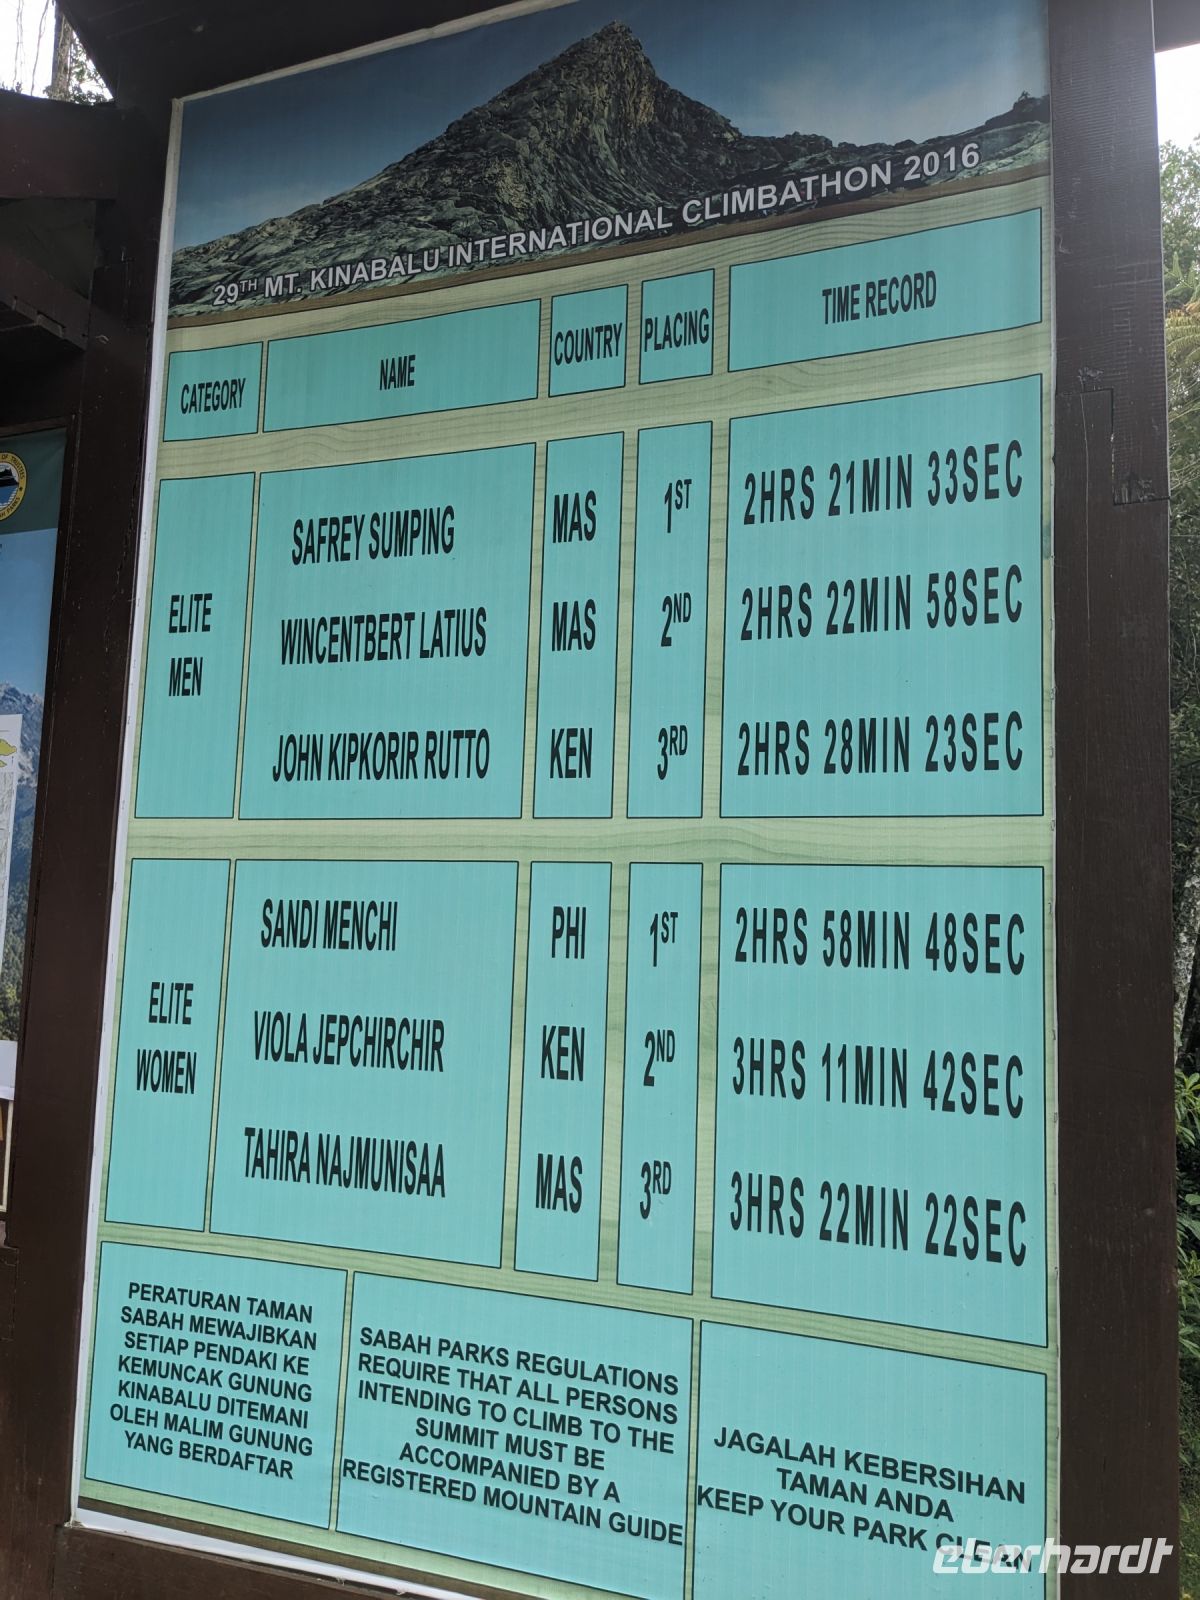 29TH MT. KINABALU INTERNATIONAL CLIMBATHON 2016
CATEGORY NAME COUNTRY PLACING TIME RECORD
ELITE
MEN
SAFREY SUMPING MAS 1ST 2HRS 21MIN 33SEC
WINCENTBERT LATIUS MAS 2ND 2HRS 22MIN 58SEC
JOHN KIPKORIR RUTTO KEN 3RD 2HRS 28MIN 23SEC
ELITE
WOMEN
SANDI MENCHI PHI 1ST 2HRS 58MIN 48SEC
VIOLA JEPCHIRCHIR KEN 2ND 3HRS 11MIN 42SEC
TAHIRA NAJMUNISAA MAS 3RD 3HRS 22MIN 22SEC
PERATURAN TAMAN
SABAH MEWAJIBKAN
SETIAP PENDAKI KE
KEMUNCAK GUNUNG
KINABALU DITEMANI
OLEH MALIM GUNUNG
YANG BERDAFTAR
SABAH PARKS REGULATIONS
REQUIRE THAT ALL PERSONS
INTENDING TO CLIMB TO THE
SUMMIT MUST BE
ACCOMPANIED BY A
REGISTERED MOUNTAIN GUIDE
JAGALAH KEBERSIHAN
TAMAN ANDA
KEEP YOUR PARK CLEAN
eberhardt